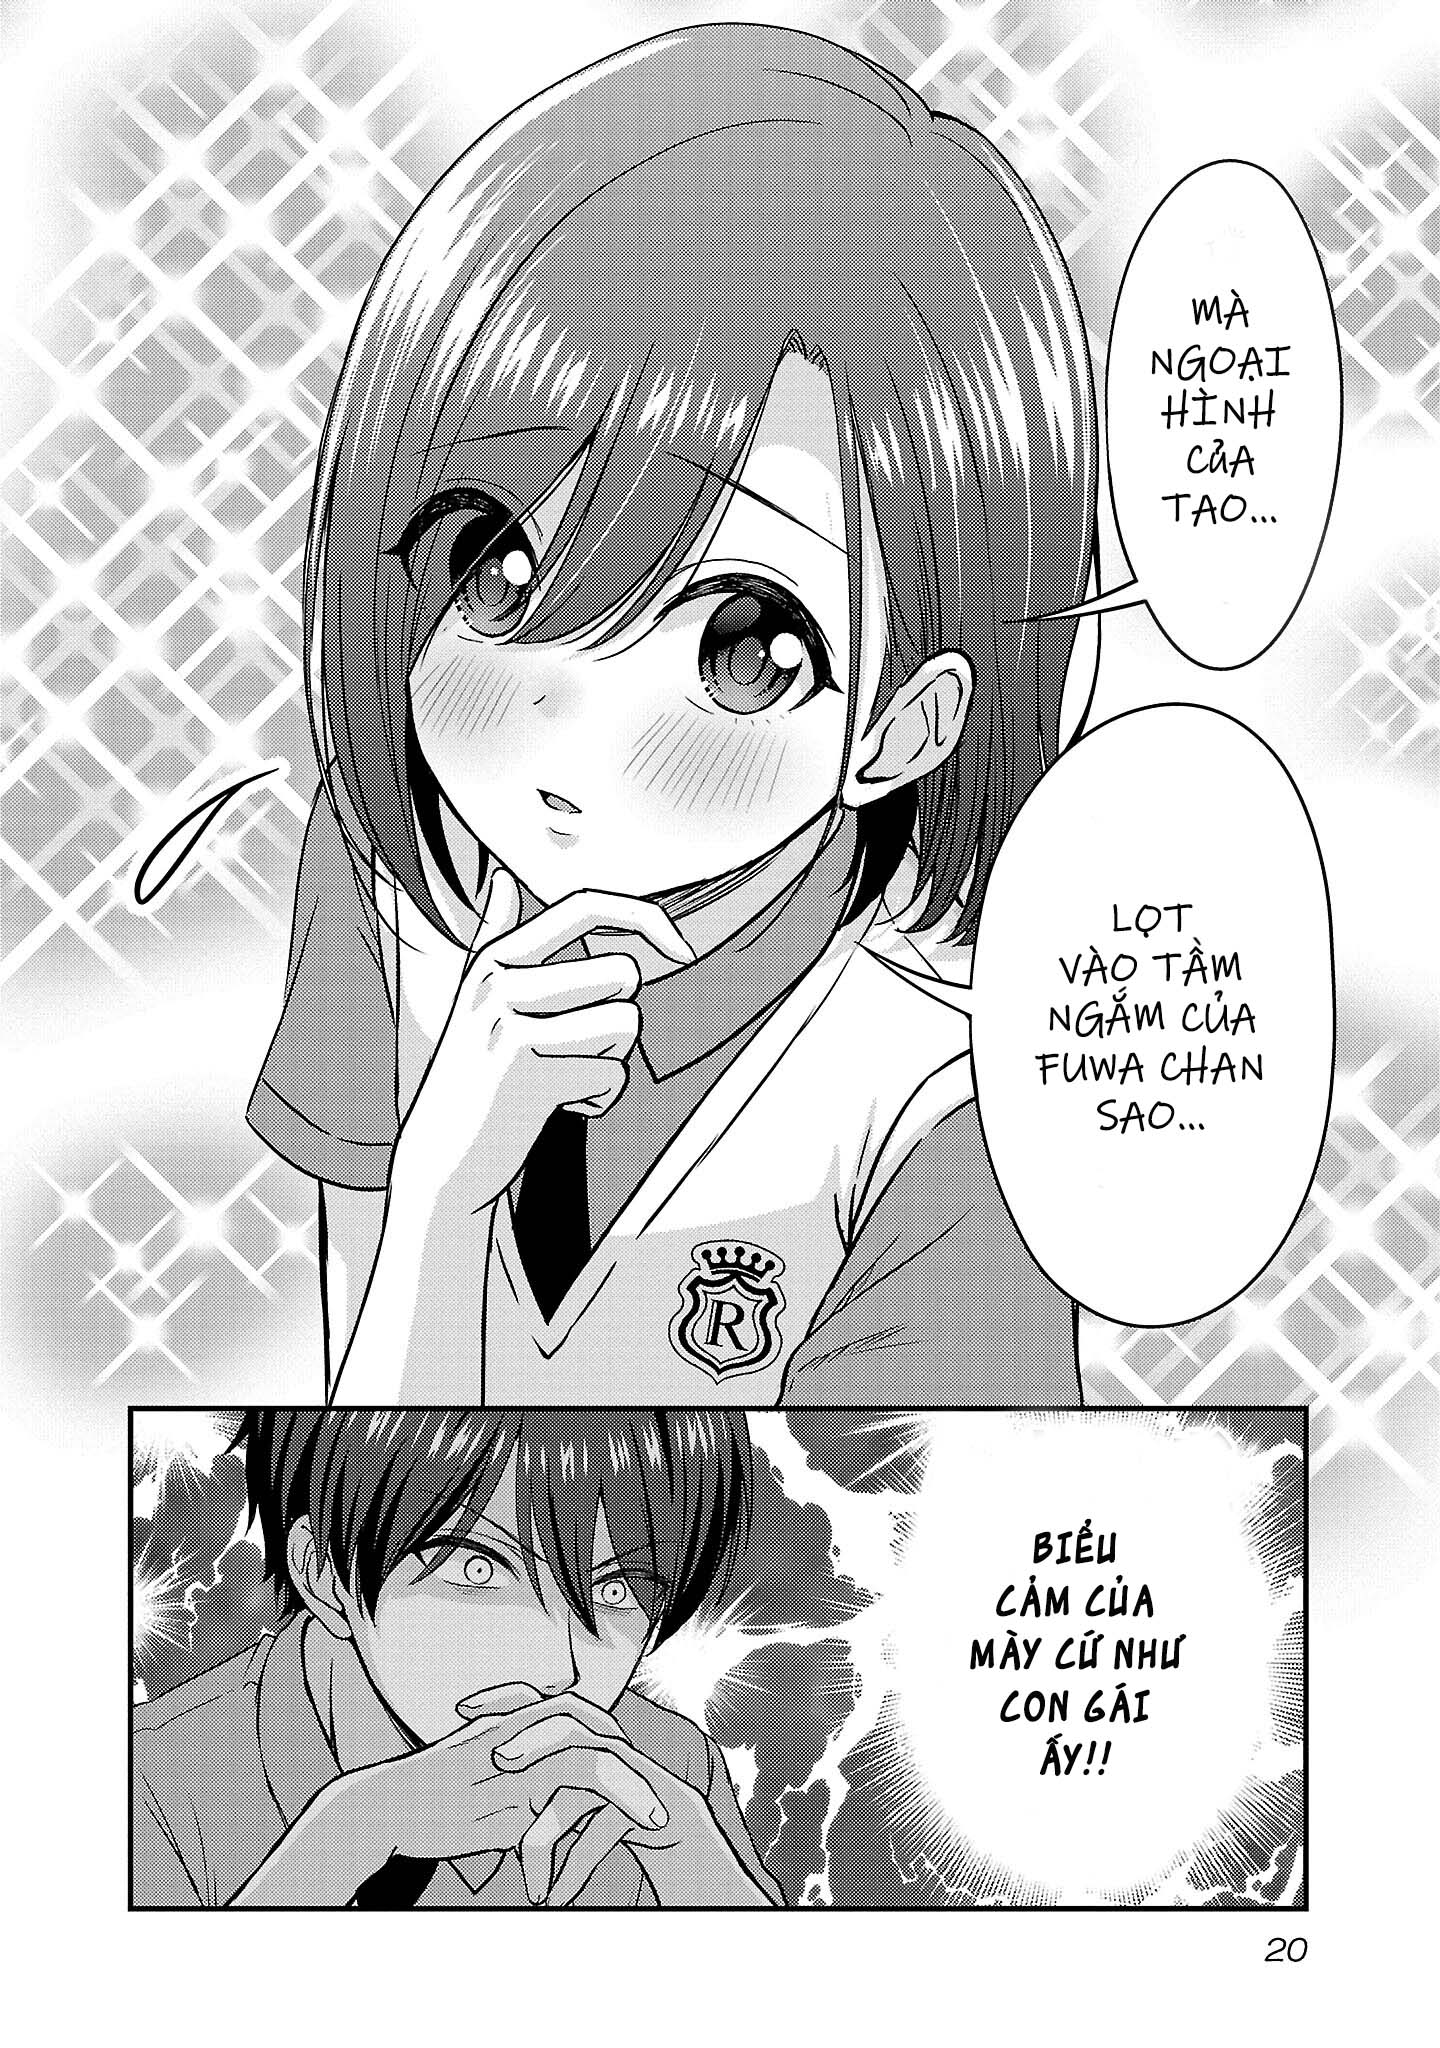 MÀ
NGOẠI
HÌNH
CỦA
TAO...
LỌT
VÀO TẦM
NGẮM CỦA
FUWA CHAN
SAO...
R
BIỂU
CẢM CỦA
MÀY CỨ NHƯ
CON GÁI
ẤY!!
20